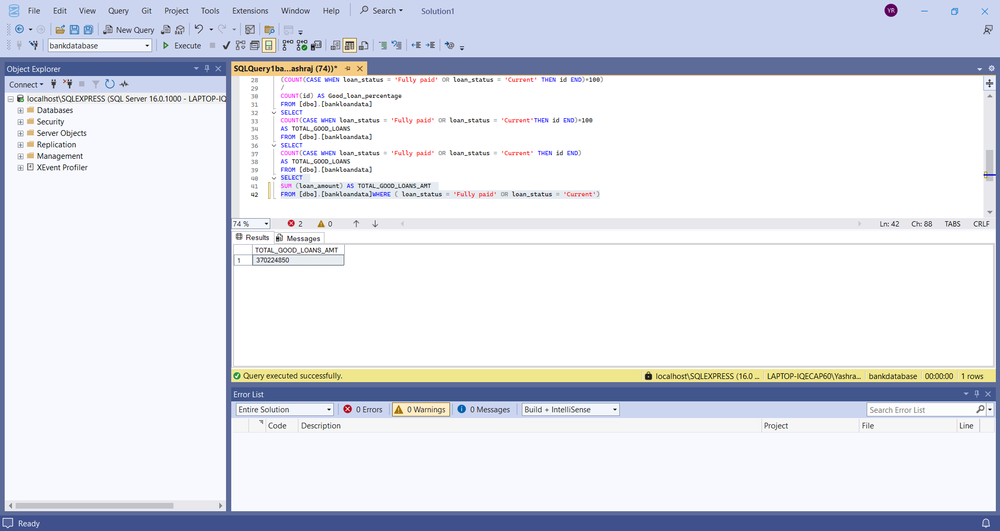 File Edit View Query Git Project Tools Extensions Window Help Search Solution1 YR
New Query DAX
bankdatabase Execute
Object Explorer
Connect
localhost\SQLEXPRESS (SQL Server 16.0.1000 - LAPTOP-IQ
Databases
Security
Server Objects
Replication
Management
XEvent Profiler
SQLQuery1ba...ashraj (74))*
28 (COUNT(CASE WHEN loan_status = 'Fully paid' OR loan_status = 'Current' THEN id END)*100)
29 /
30 COUNT(id) AS Good_loan_percentage
31 FROM [dbo].[bankloandata]
32 SELECT
33 COUNT(CASE WHEN loan_status = 'Fully paid' OR loan_status = 'Current'THEN id END)*100
34 AS TOTAL_GOOD_LOANS
35 FROM [dbo].[bankloandata]
36 SELECT
37 COUNT(CASE WHEN loan_status = 'Fully paid' OR loan_status = 'Current' THEN id END)
38 AS TOTAL_GOOD_LOANS
39 FROM [dbo].[bankloandata]
40 SELECT
41 SUM (loan_amount) AS TOTAL_GOOD_LOANS_AMT
42 FROM [dbo].[bankloandata]WHERE ( loan_status = 'Fully paid' OR loan_status = 'Current')
74 % 2 0 Ln: 42 Ch: 88 TABS CRLF
Results Messages
TOTAL_GOOD_LOANS_AMT
1 370224850
Query executed successfully. localhost\SQLEXPRESS (16.0 ... LAPTOP-IQECAP60\Yashra... bankdatabase 00:00:00 1 rows
Error List
Entire Solution 0 Errors 0 Warnings 0 Messages Build + IntelliSense Search Error List
Code Description Project File Line
Ready